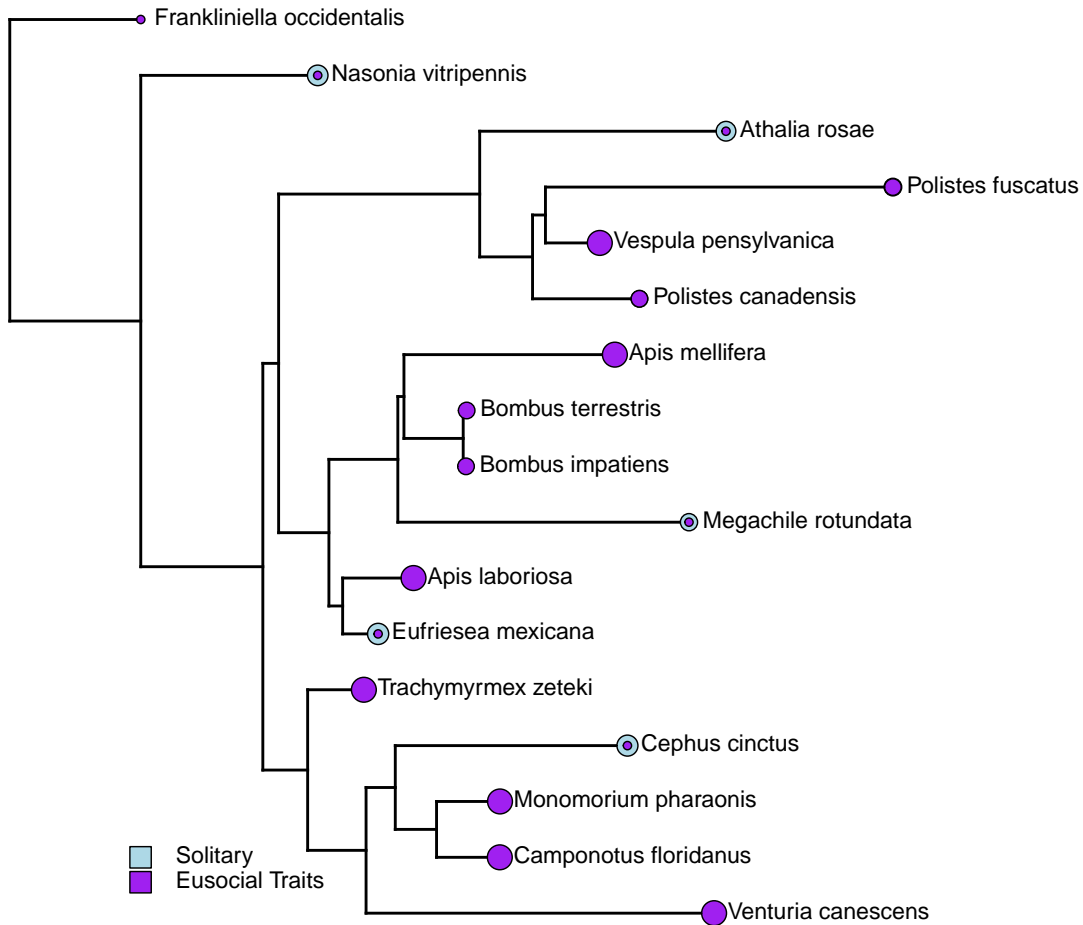 Frankliniella occidentalis
Nasonia vitripennis
Athalia rosae
Polistes fuscatus
Vespula pensylvanica
Polistes canadensis
Apis mellifera
Bombus terrestris
Bombus impatiens
Megachile rotundata
Apis laboriosa
Eufriesea mexicana
Trachymyrmex zeteki
Cephus cinctus
Monomorium pharaonis
Camponotus floridanus
Venturia canescens
Solitary
Eusocial Traits